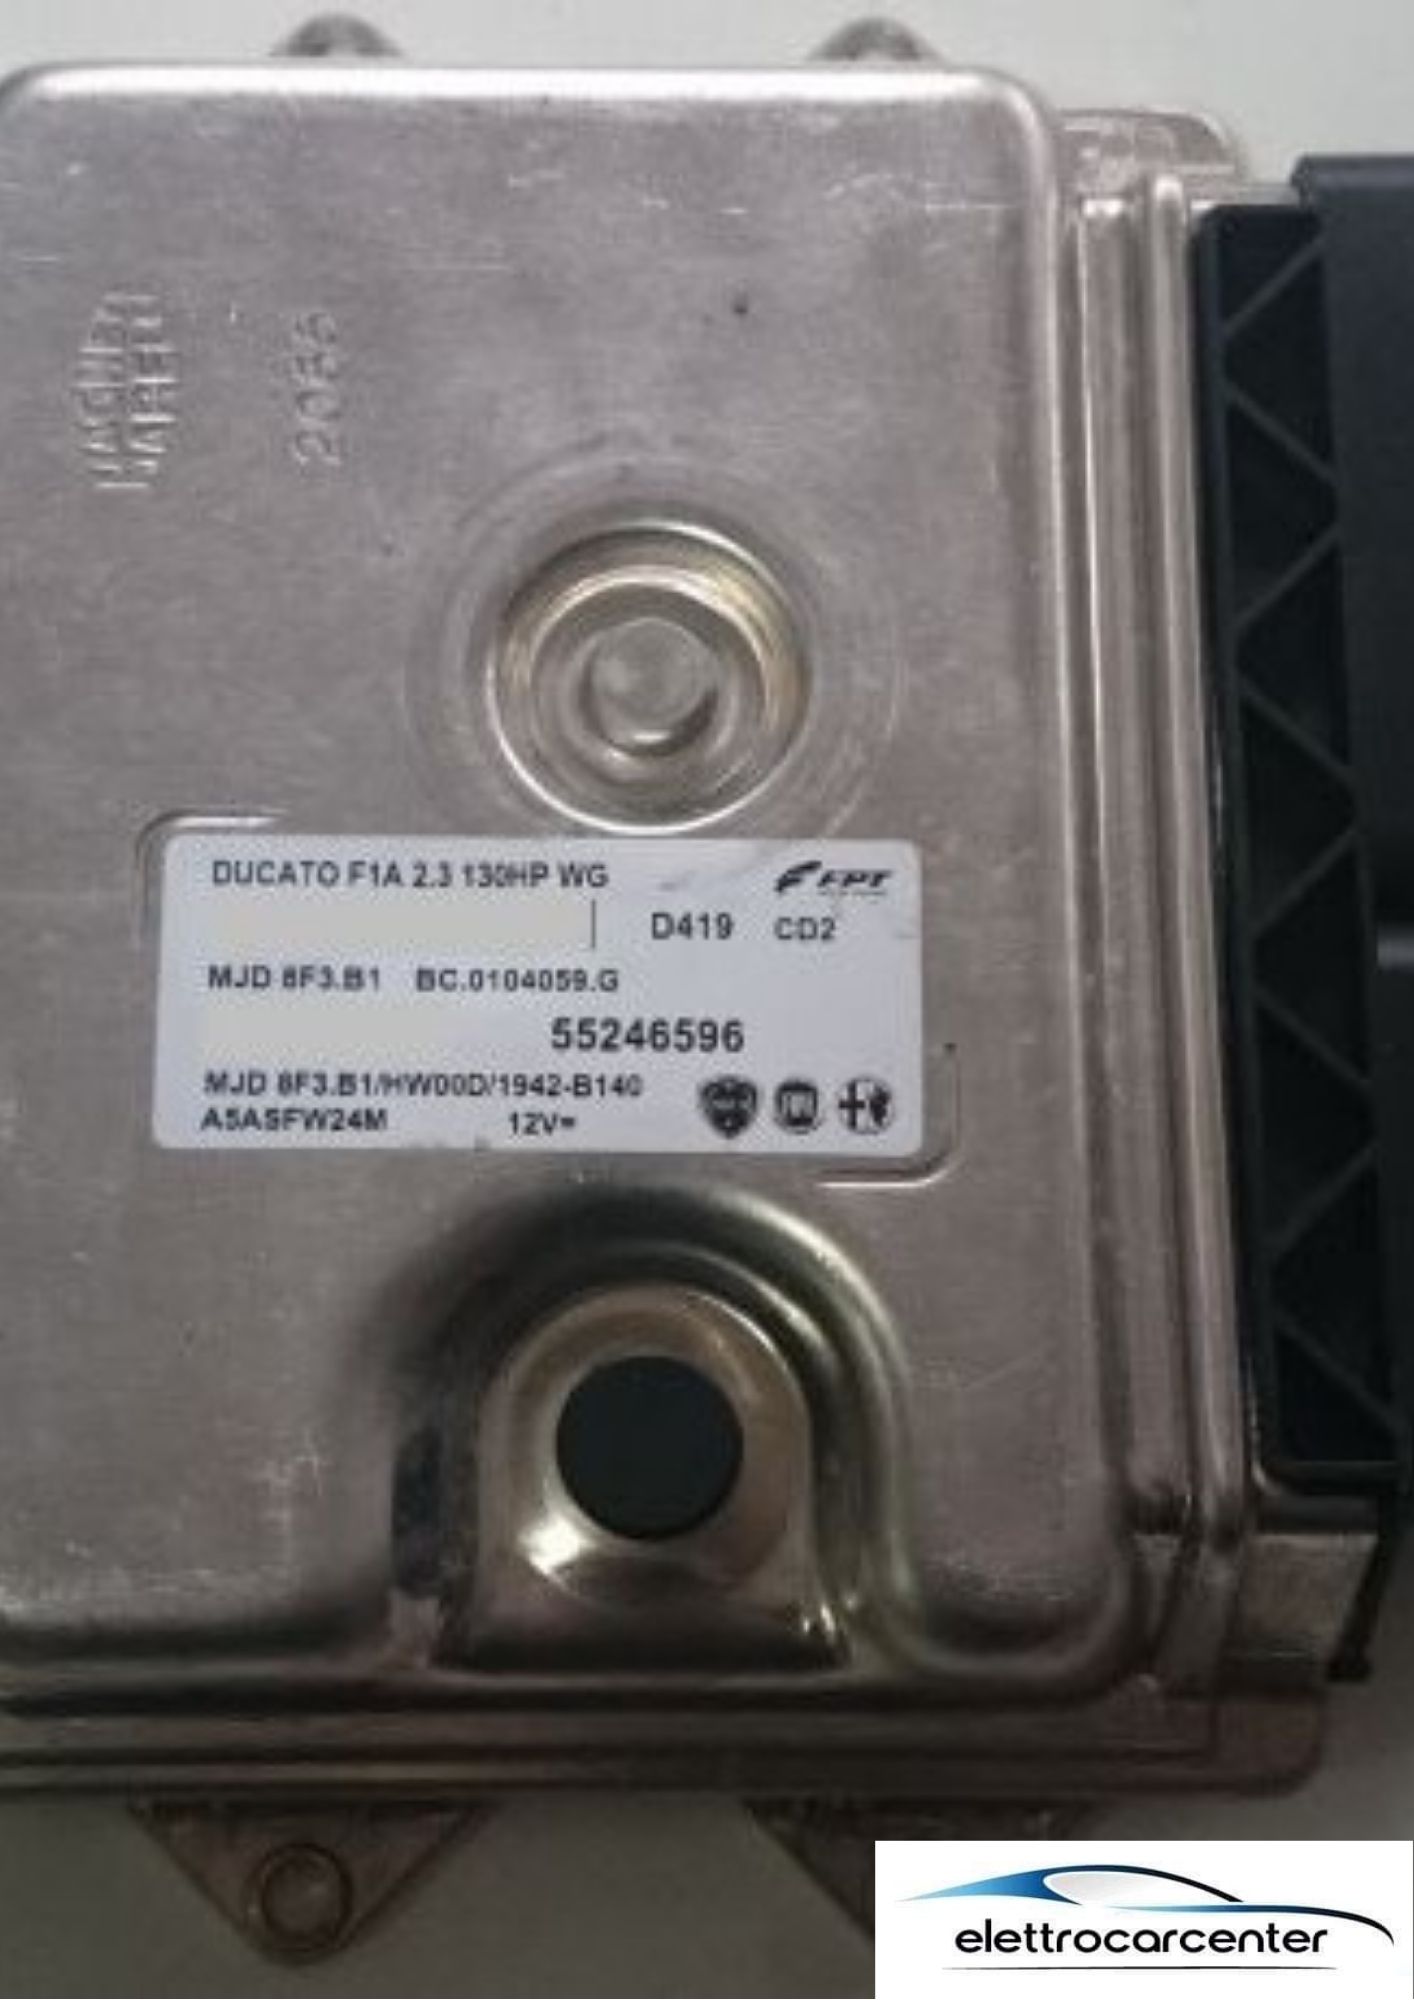 MAGNETI
MARELLI
DUCATO F1A 2.3 130HP WG
FPT
D419 CD2
MJD 8F3.B1 BC.0104059.G
55246596
MJD 8F3.B1/HW00D/1942-B140
A5ASFW24M 12V=
elettrocarcenter